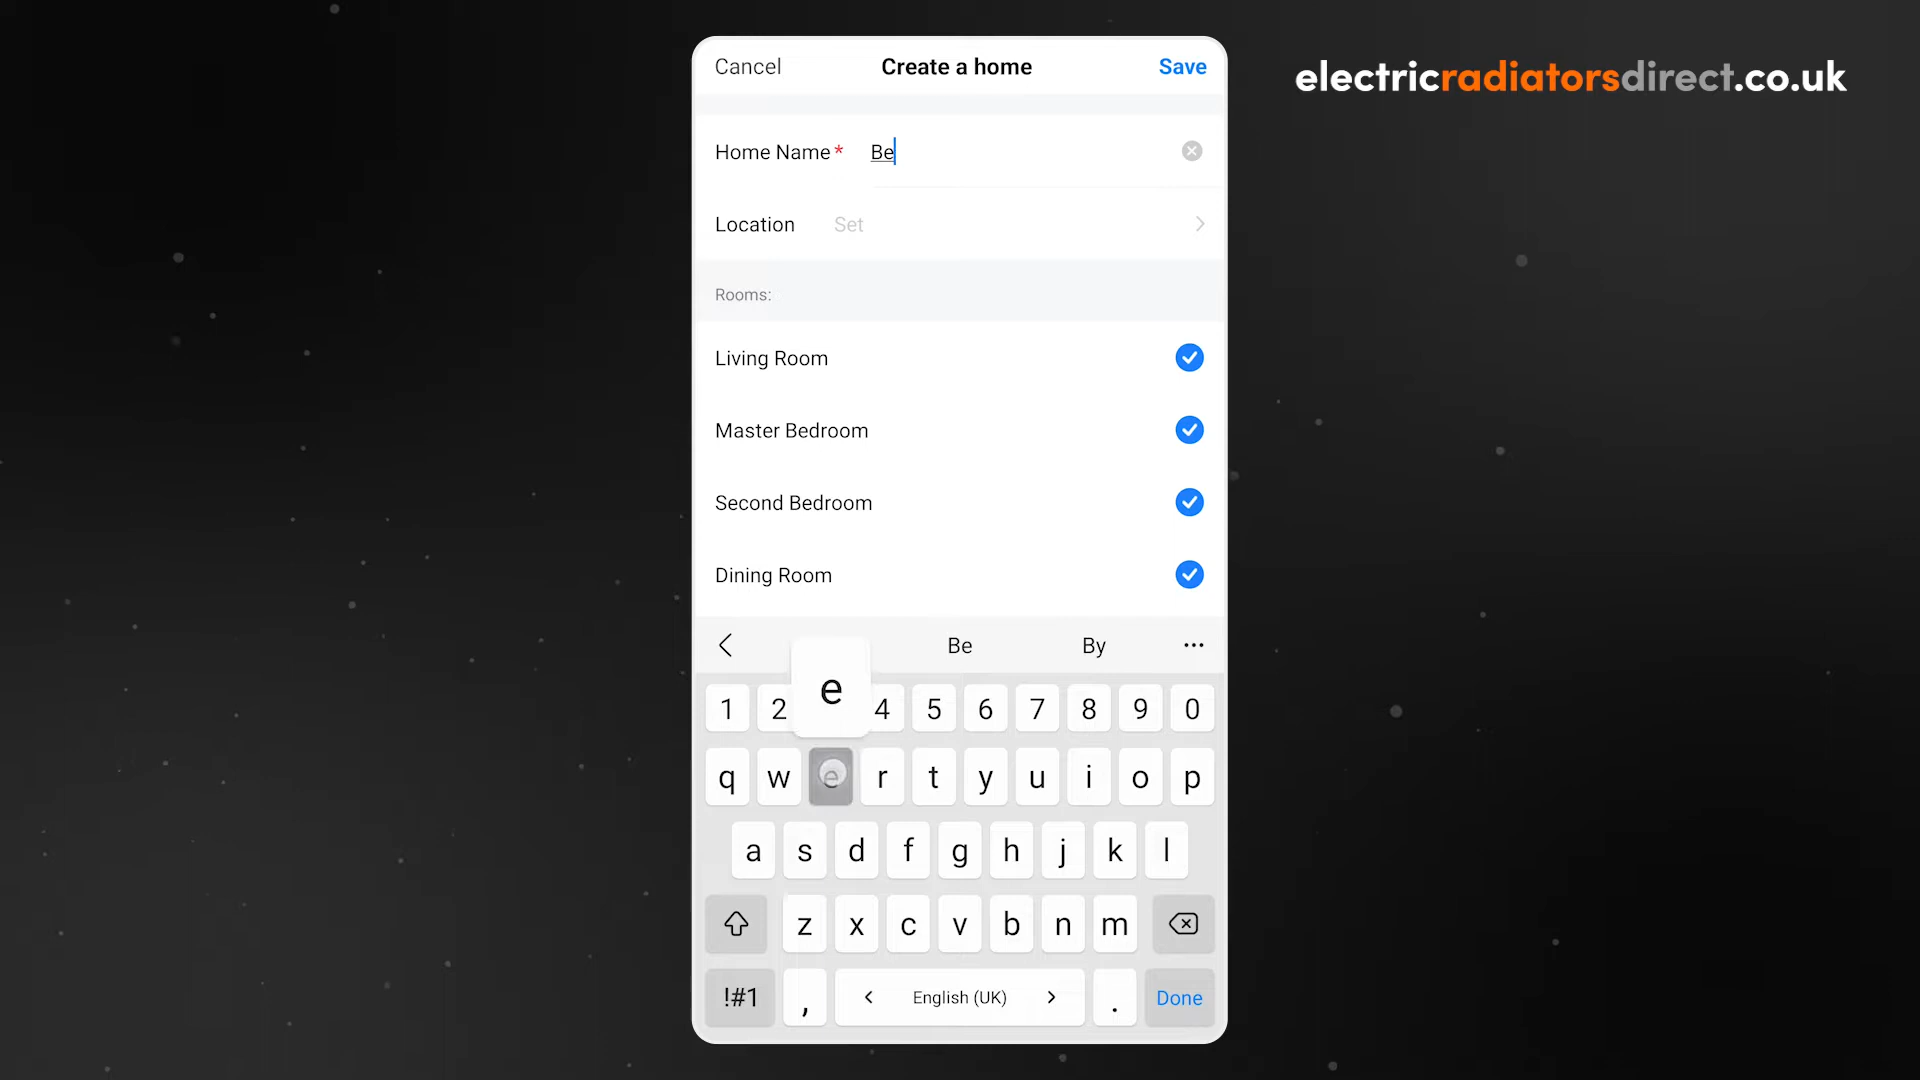 Cancel Create a home Save
electricradiatorsdirect.co.uk
Home Name* Be
Location Set
Rooms:
Living Room
Master Bedroom
Second Bedroom
Dining Room
Be By ...
e
1 2 4 5 6 7 8 9 0
q w e r t y u i o p
a s d f g h j k l
z x c v b n m
!#1 , < English (UK) > . Done